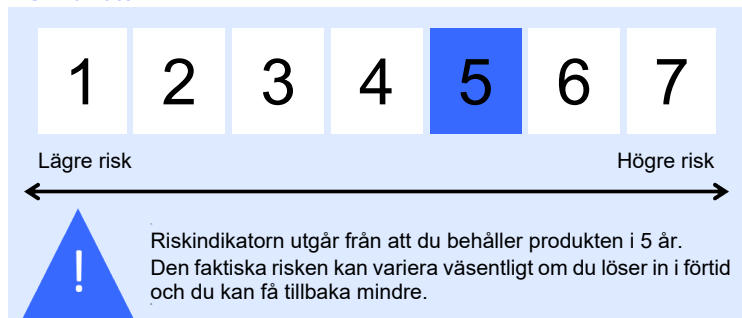 1 2 3 4 5 6 7
Lägre risk Högre risk
!
Riskindikatorn utgår från att du behåller produkten i 5 år.
Den faktiska risken kan variera väsentligt om du löser in i förtid
och du kan få tillbaka mindre.